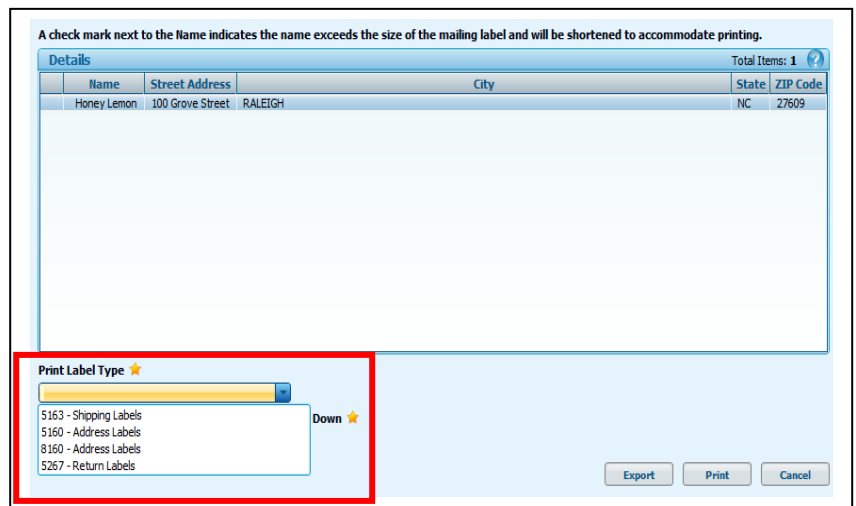 A check mark next to the Name indicates the name exceeds the size of the mailing label and will be shortened to accommodate printing.
Details Total Items: 1
Name Street Address City State ZIP Code
Honey Lemon 100 Grove Street RALEIGH NC 27609
Print Label Type
5163 - Shipping Labels
Down
5160 - Address Labels
8160 - Address Labels
5267 - Return Labels
Export Print Cancel